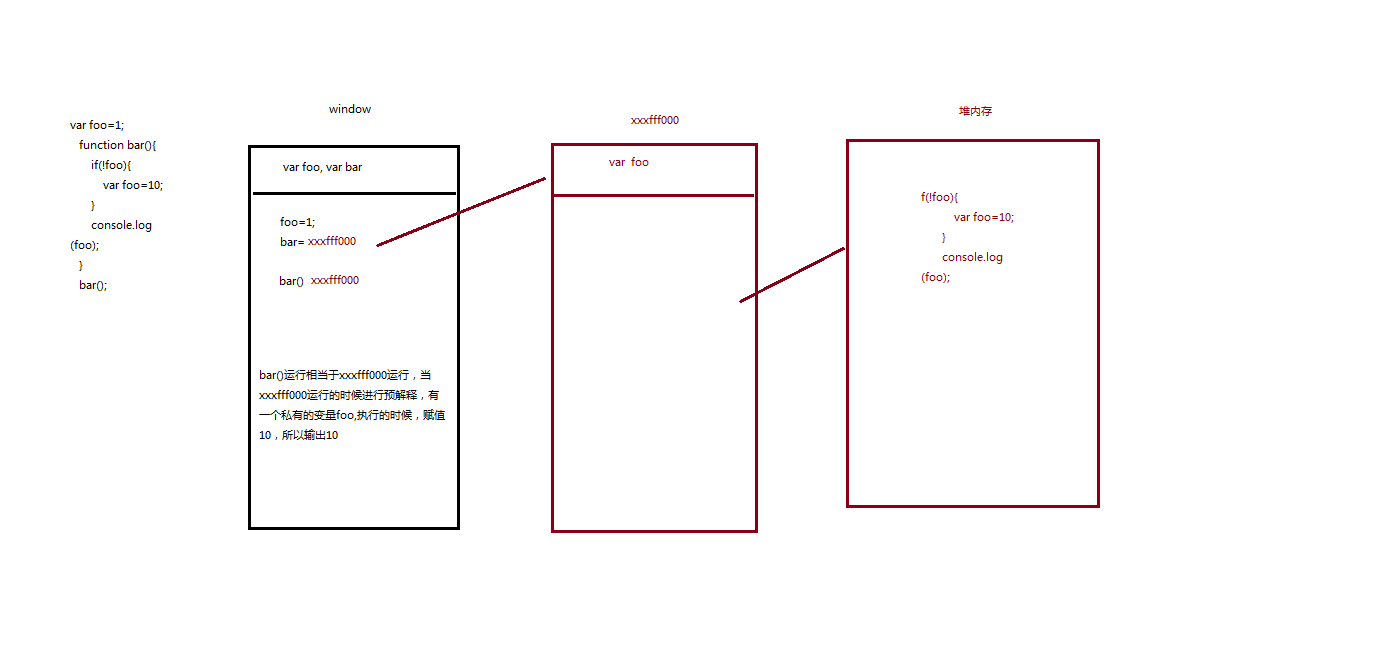 var foo=1;
function bar(){
if(!foo){
var foo=10;
}
console.log
(foo);
}
bar();
window
var foo, var bar
foo=1;
bar= xxxfff000
bar() xxxfff000
bar()运行相当于xxxfff000运行，当
xxxfff000运行的时候进行预解释，有
一个私有的变量foo,执行的时候，赋值
10，所以输出10
xxxfff000
var foo
堆内存
f(!foo){
var foo=10;
}
console.log
(foo);